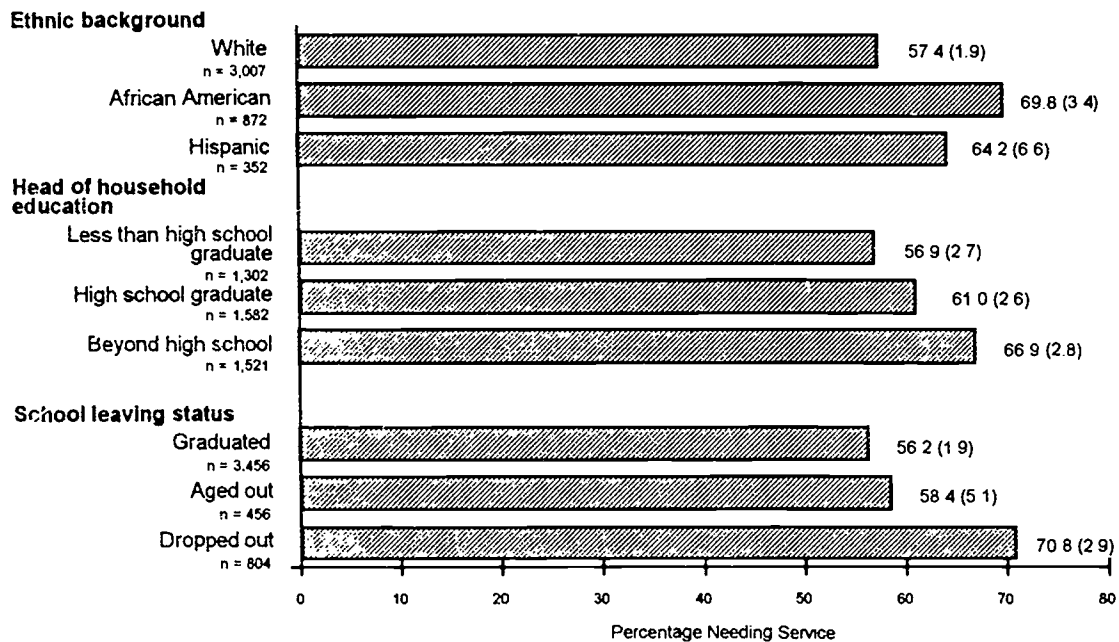 Ethnic background
White
n = 3,007
57 4 (1.9)
African American
n = 872
69.8 (3 4)
Hispanic
n = 352
64 2 (6 6)
Head of household
education
Less than high school
graduate
n = 1,302
56 9 (2 7)
High school graduate
n = 1,582
61 0 (2 6)
Beyond high school
n = 1,521
66 9 (2.8)
School leaving status
Graduated
n = 3.456
56 2 (1 9)
Aged out
n = 456
58 4 (5 1)
Dropped out
n = 804
70 8 (2 9)
0 10 20 30 40 50 60 70 80
Percentage Needing Service